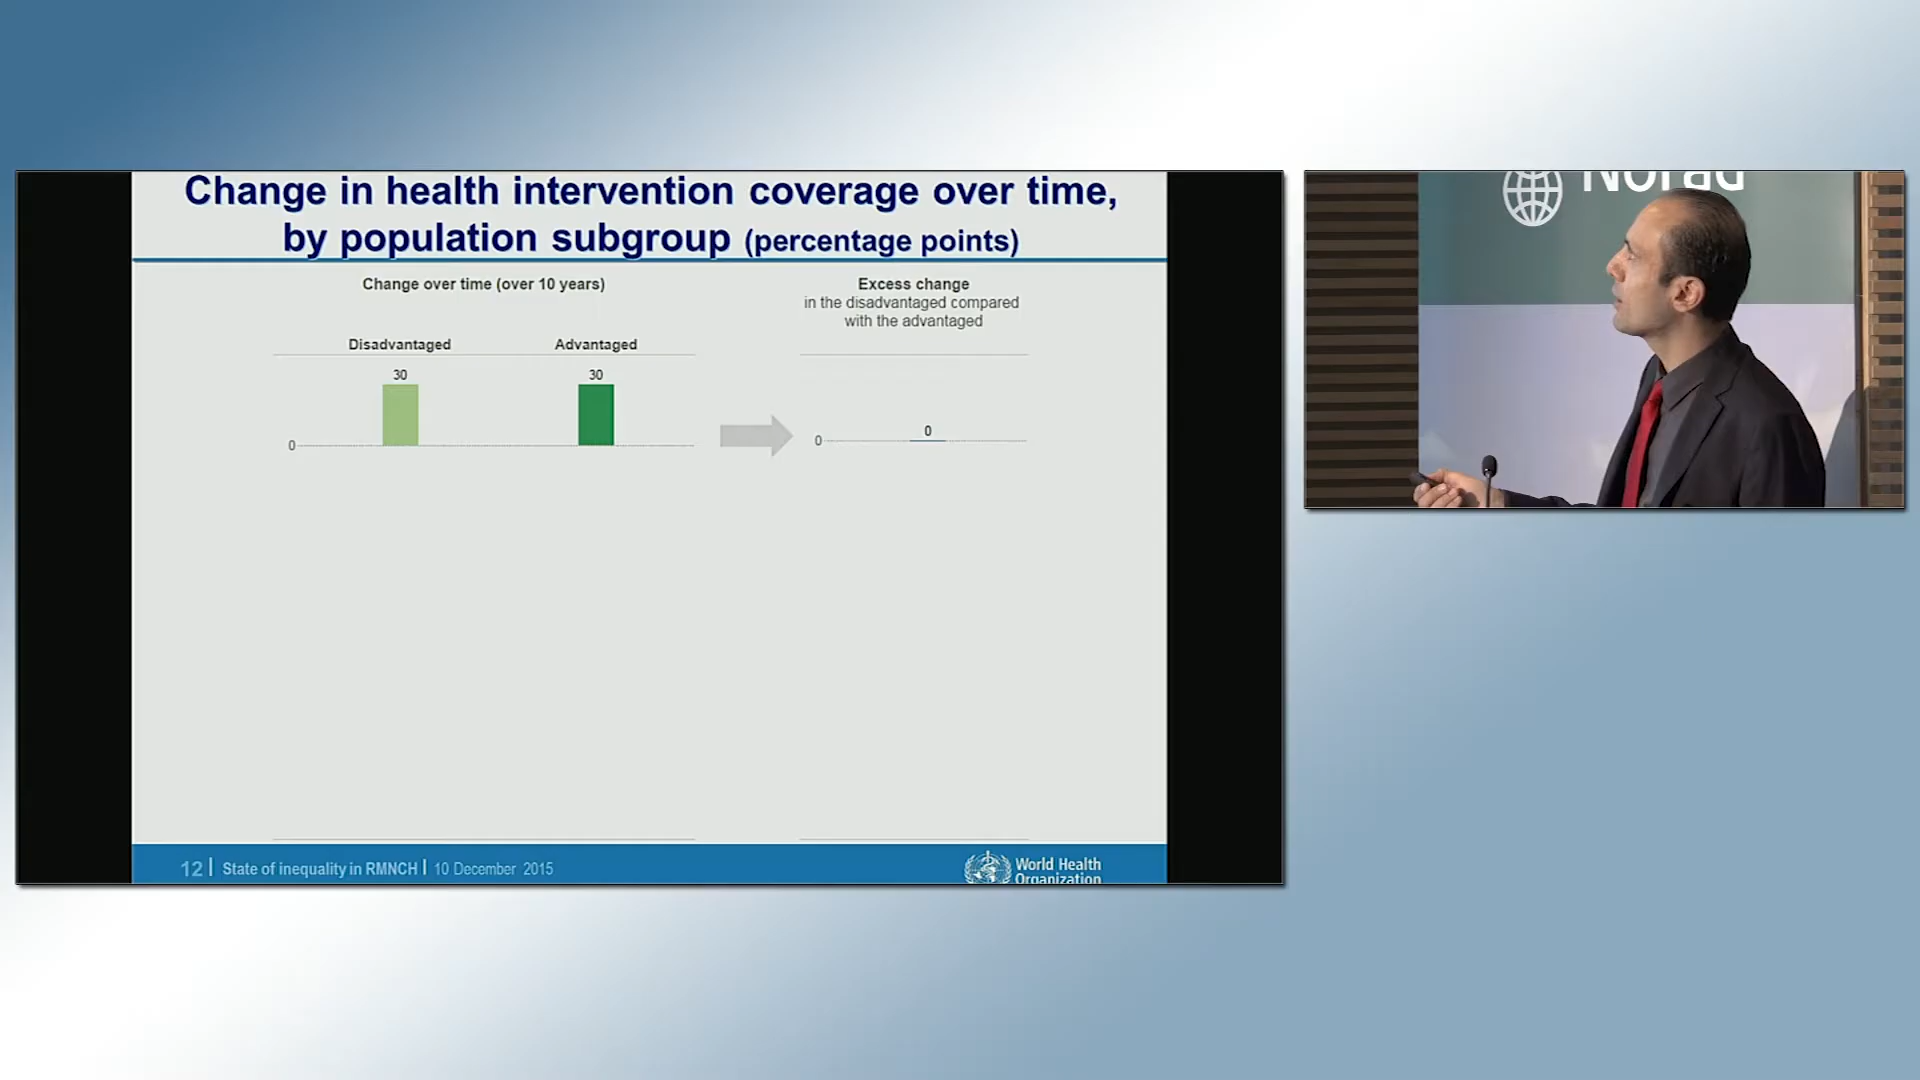 Change in health intervention coverage over time,
by population subgroup (percentage points)
Change over time (over 10 years)
Excess change
in the disadvantaged compared
with the advantaged
Disadvantaged
Advantaged
30
30
0
0
0
12 | State of inequality in RMNCH | 10 December 2015
World Health
Organization
Norad